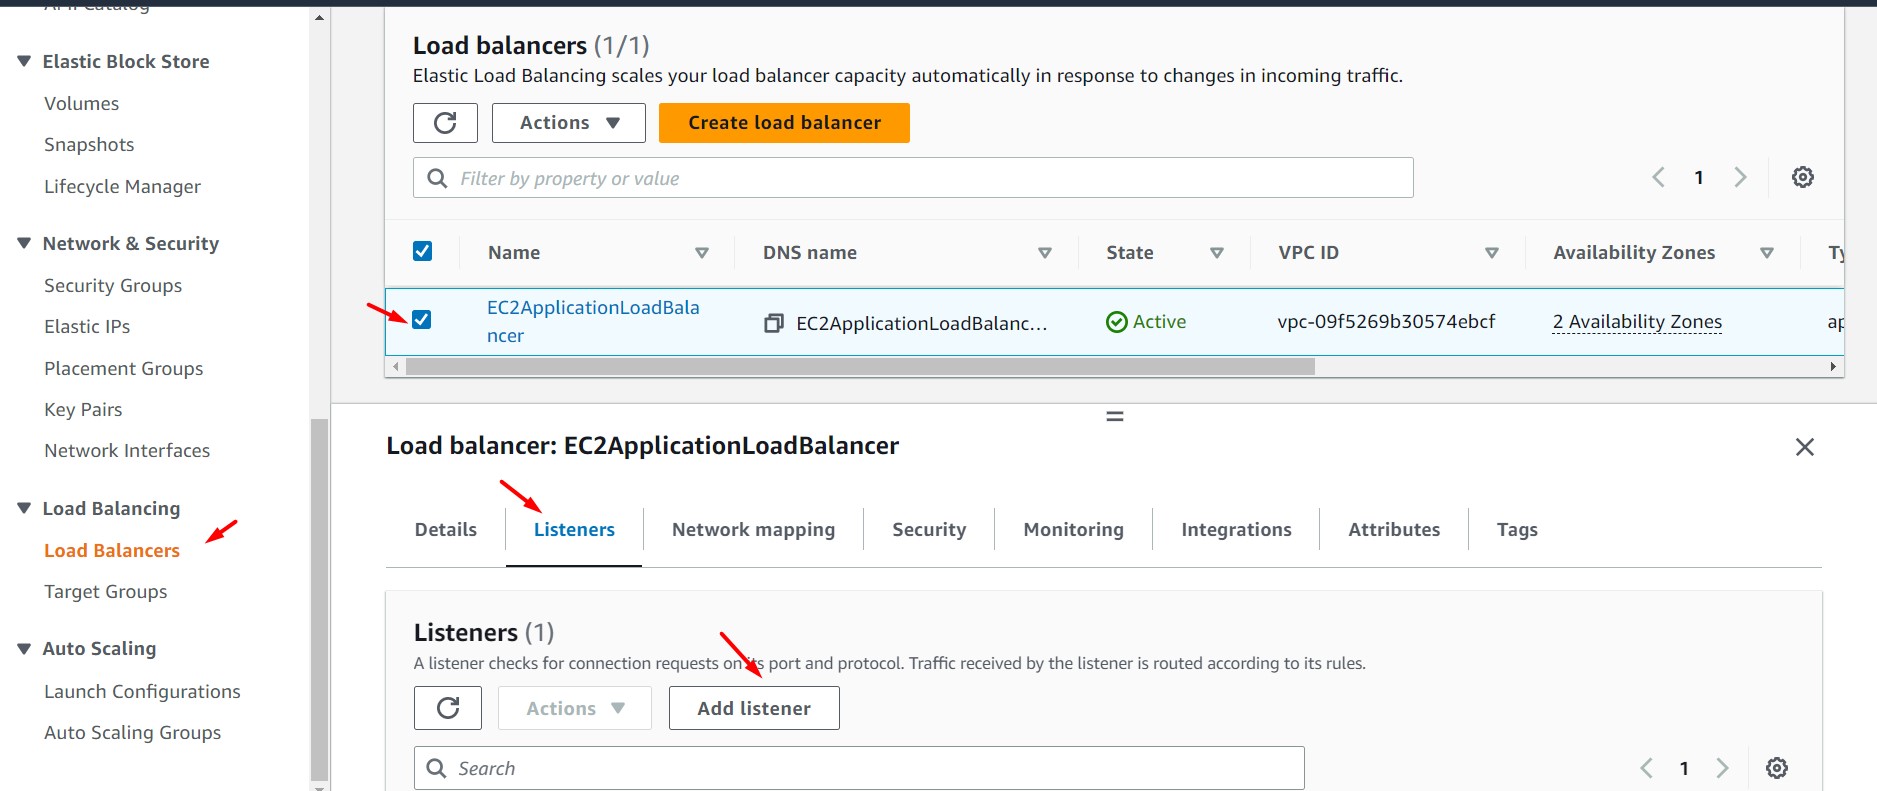 Elastic Block Store
Volumes
Snapshots
Lifecycle Manager
Network & Security
Security Groups
Elastic IPs
Placement Groups
Key Pairs
Network Interfaces
Load Balancing
Load Balancers
Target Groups
Auto Scaling
Launch Configurations
Auto Scaling Groups
Load balancers (1/1)
Elastic Load Balancing scales your load balancer capacity automatically in response to changes in incoming traffic.
Actions Create load balancer
Filter by property or value 1
Name DNS name State VPC ID Availability Zones
EC2ApplicationLoadBala
ncer EC2ApplicationLoadBalanc... Active vpc-09f5269b30574ebcf 2 Availability Zones
Load balancer: EC2ApplicationLoadBalancer
Details Listeners Network mapping Security Monitoring Integrations Attributes Tags
Listeners (1)
A listener checks for connection requests on its port and protocol. Traffic received by the listener is routed according to its rules.
Actions Add listener
Search 1